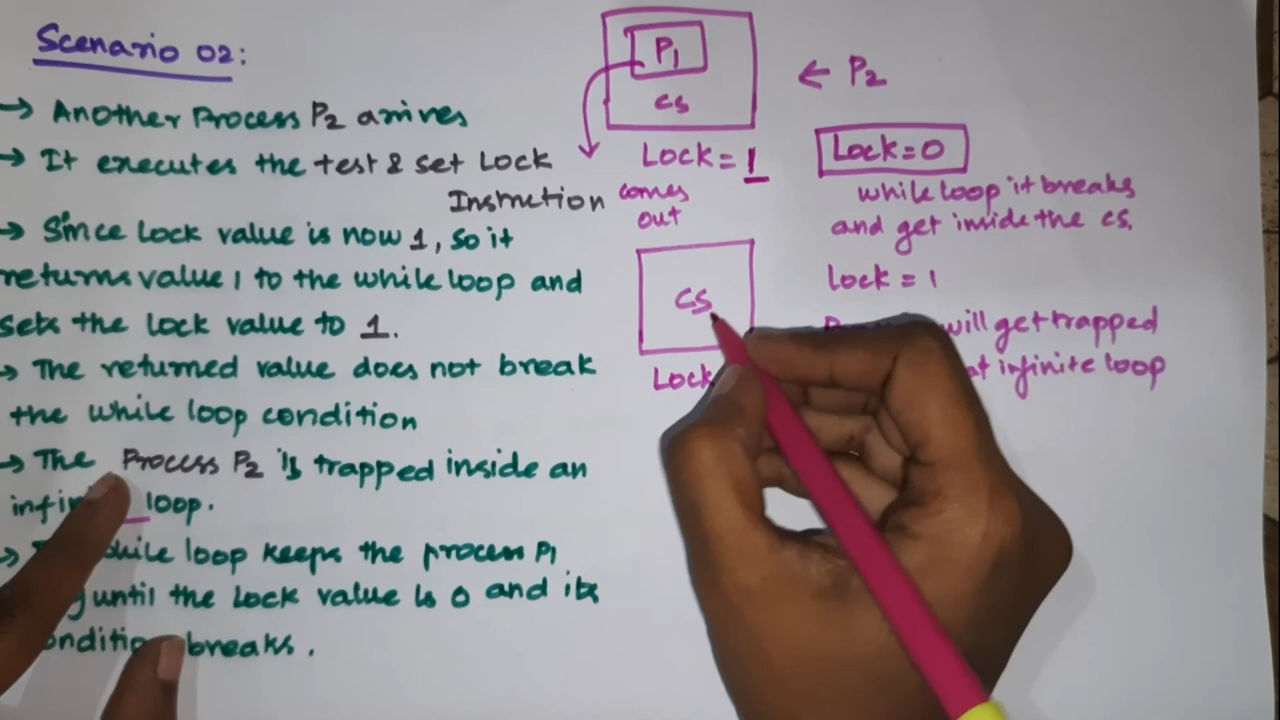 Scenario 02:
→ Another Process P2 arrives
→ It executes the test & set Lock
Instruction
→ Since Lock value is now 1, so it
returns value 1 to the while loop and
sets the lock value to 1.
→ The returned value does not break
the while loop condition
→ The Process P2 is trapped inside an
loop.
while loop keeps the process P1
until the Lock value is 0 and its
breaks.
P1
CS
Lock = 1
← P2
comes
out
CS
Lock
Lock=0
while loop it breaks
and get inside the cs.
lock = 1
will get trapped
infinite loop